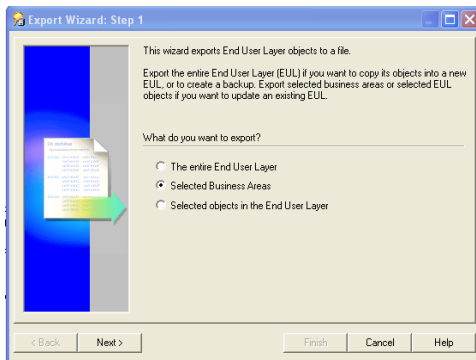 Export Wizard: Step 1
This wizard exports End User Layer objects to a file.
Export the entire End User Layer (EUL) if you want to copy its objects into a new
EUL, or to create a backup. Export selected business areas or selected EUL
objects if you want to update an existing EUL.
What do you want to export?
The entire End User Layer
Selected Business Areas
Selected objects in the End User Layer
< Back Next > Finish Cancel Help